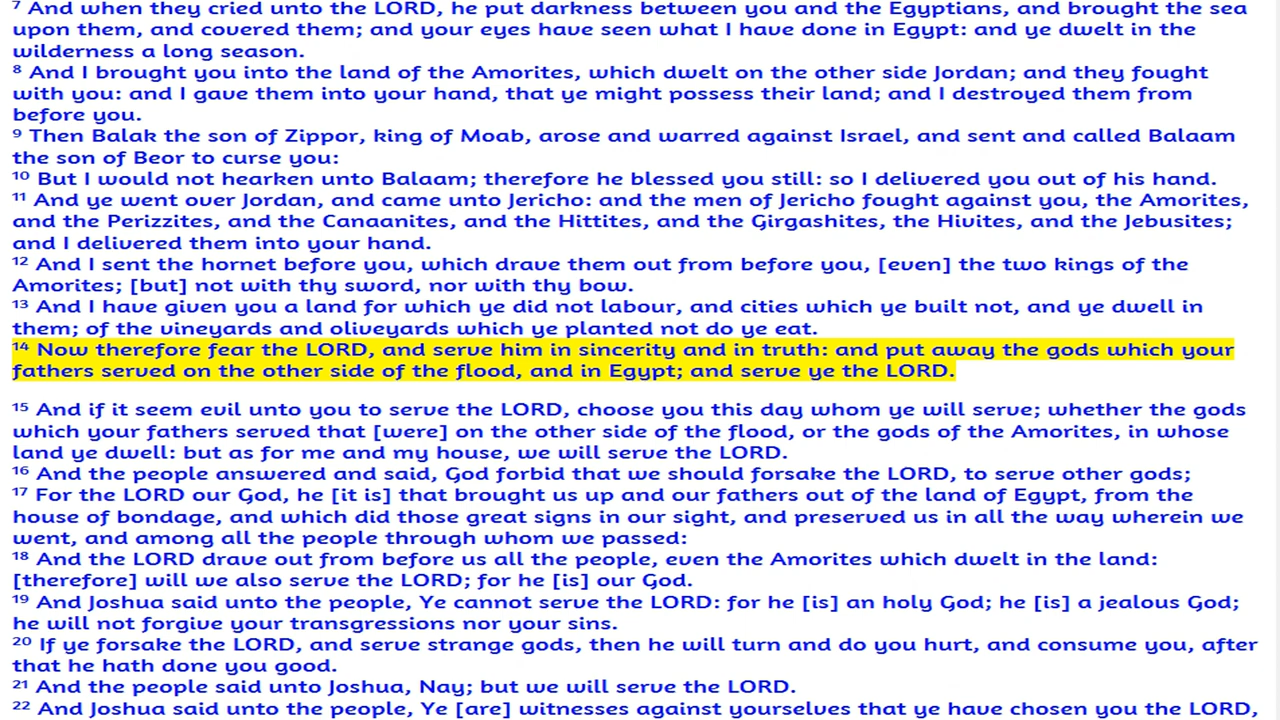 ⁷ And when they cried unto the LORD, he put darkness between you and the Egyptians, and brought the sea
upon them, and covered them; and your eyes have seen what I have done in Egypt: and ye dwelt in the
wilderness a long season.
⁸ And I brought you into the land of the Amorites, which dwelt on the other side Jordan; and they fought
with you: and I gave them into your hand, that ye might possess their land; and I destroyed them from
before you.
⁹ Then Balak the son of Zippor, king of Moab, arose and warred against Israel, and sent and called Balaam
the son of Beor to curse you:
¹⁰ But I would not hearken unto Balaam; therefore he blessed you still: so I delivered you out of his hand.
¹¹ And ye went over Jordan, and came unto Jericho: and the men of Jericho fought against you, the Amorites,
and the Perizzites, and the Canaanites, and the Hittites, and the Girgashites, the Hivites, and the Jebusites;
and I delivered them into your hand.
¹² And I sent the hornet before you, which drave them out from before you, [even] the two kings of the
Amorites; [but] not with thy sword, nor with thy bow.
¹³ And I have given you a land for which ye did not labour, and cities which ye built not, and ye dwell in
them; of the vineyards and oliveyards which ye planted not do ye eat.
¹⁴ Now therefore fear the LORD, and serve him in sincerity and in truth: and put away the gods which your
fathers served on the other side of the flood, and in Egypt; and serve ye the LORD.
¹⁵ And if it seem evil unto you to serve the LORD, choose you this day whom ye will serve; whether the gods
which your fathers served that [were] on the other side of the flood, or the gods of the Amorites, in whose
land ye dwell: but as for me and my house, we will serve the LORD.
¹⁶ And the people answered and said, God forbid that we should forsake the LORD, to serve other gods;
¹⁷ For the LORD our God, he [it is] that brought us up and our fathers out of the land of Egypt, from the
house of bondage, and which did those great signs in our sight, and preserved us in all the way wherein we
went, and among all the people through whom we passed:
¹⁸ And the LORD drave out from before us all the people, even the Amorites which dwelt in the land:
[therefore] will we also serve the LORD; for he [is] our God.
¹⁹ And Joshua said unto the people, Ye cannot serve the LORD: for he [is] an holy God; he [is] a jealous God;
he will not forgive your transgressions nor your sins.
²⁰ If ye forsake the LORD, and serve strange gods, then he will turn and do you hurt, and consume you, after
that he hath done you good.
²¹ And the people said unto Joshua, Nay; but we will serve the LORD.
²² And Joshua said unto the people, Ye [are] witnesses against yourselves that ye have chosen you the LORD,